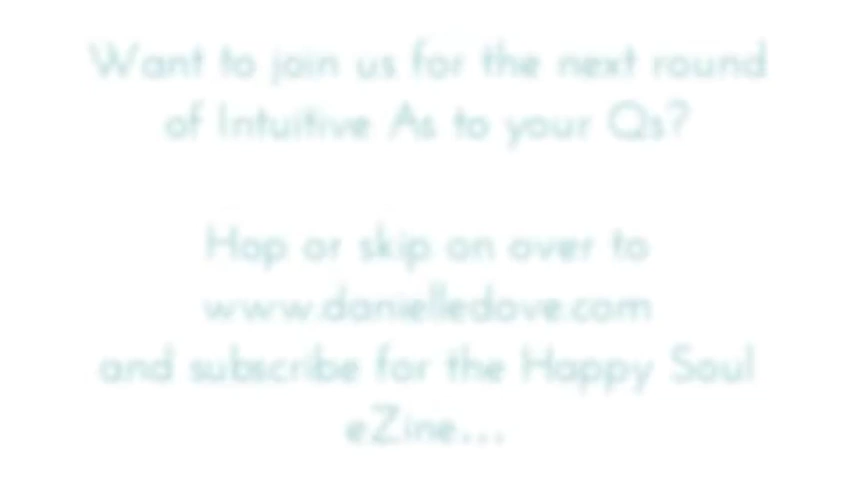 Want to join us for the next round
of Intuitive As to your Qs?
Hop or skip on over to
www.danielledove.com
and subscribe for the Happy Soul
eZine...